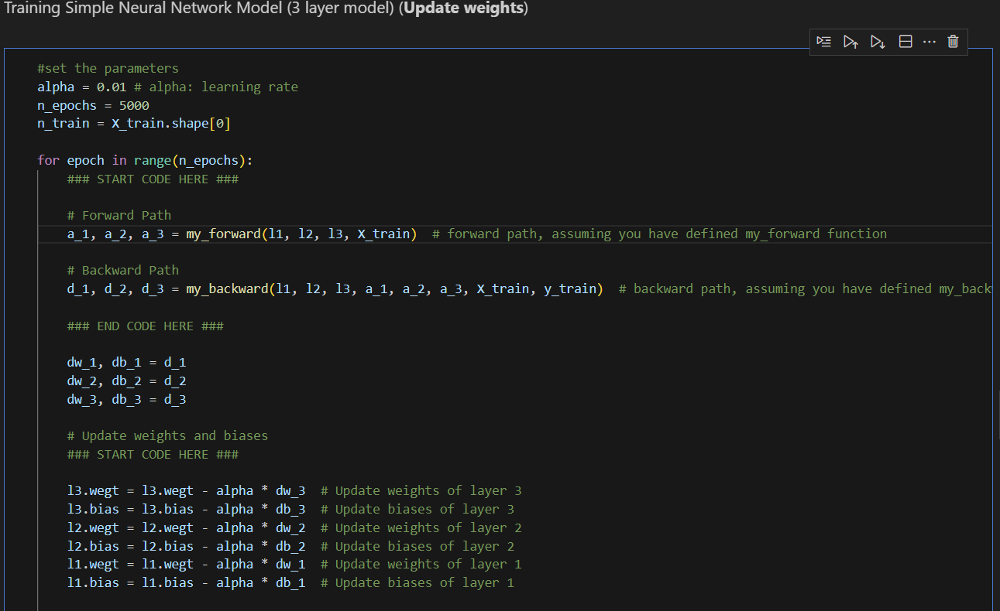 Training Simple Neural Network Model (3 layer model) (Update weights)
#set the parameters
alpha = 0.01 # alpha: learning rate
n_epochs = 5000
n_train = X_train.shape[0]
for epoch in range(n_epochs):
### START CODE HERE ###
# Forward Path
a_1, a_2, a_3 = my_forward(l1, l2, l3, X_train)  # forward path, assuming you have defined my_forward function
# Backward Path
d_1, d_2, d_3 = my_backward(l1, l2, l3, a_1, a_2, a_3, X_train, y_train)  # backward path, assuming you have defined my_back
### END CODE HERE ###
dw_1, db_1 = d_1
dw_2, db_2 = d_2
dw_3, db_3 = d_3
# Update weights and biases
### START CODE HERE ###
l3.wegt = l3.wegt - alpha * dw_3  # Update weights of layer 3
l3.bias = l3.bias - alpha * db_3  # Update biases of layer 3
l2.wegt = l2.wegt - alpha * dw_2  # Update weights of layer 2
l2.bias = l2.bias - alpha * db_2  # Update biases of layer 2
l1.wegt = l1.wegt - alpha * dw_1  # Update weights of layer 1
l1.bias = l1.bias - alpha * db_1  # Update biases of layer 1